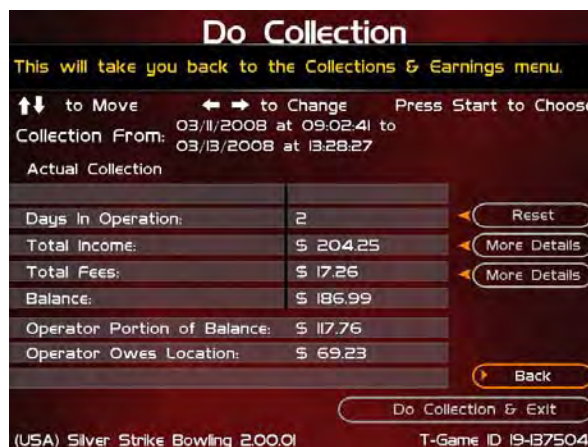 Do Collection
This will take you back to the Collections & Earnings menu.
to Move to Change Press Start to Choose
Collection From: 03/11/2008 at 09:02:41 to
03/13/2008 at 13:28:27
Actual Collection
Days In Operation: 2 Reset
Total Income: $ 204.25 More Details
Total Fees: $ 17.26 More Details
Balance: $ 186.99
Operator Portion of Balance: $ 117.76
Operator Owes Location: $ 69.23
Back
Do Collection & Exit
(USA) Silver Strike Bowling 2.00.01 T-Game ID 19-137504